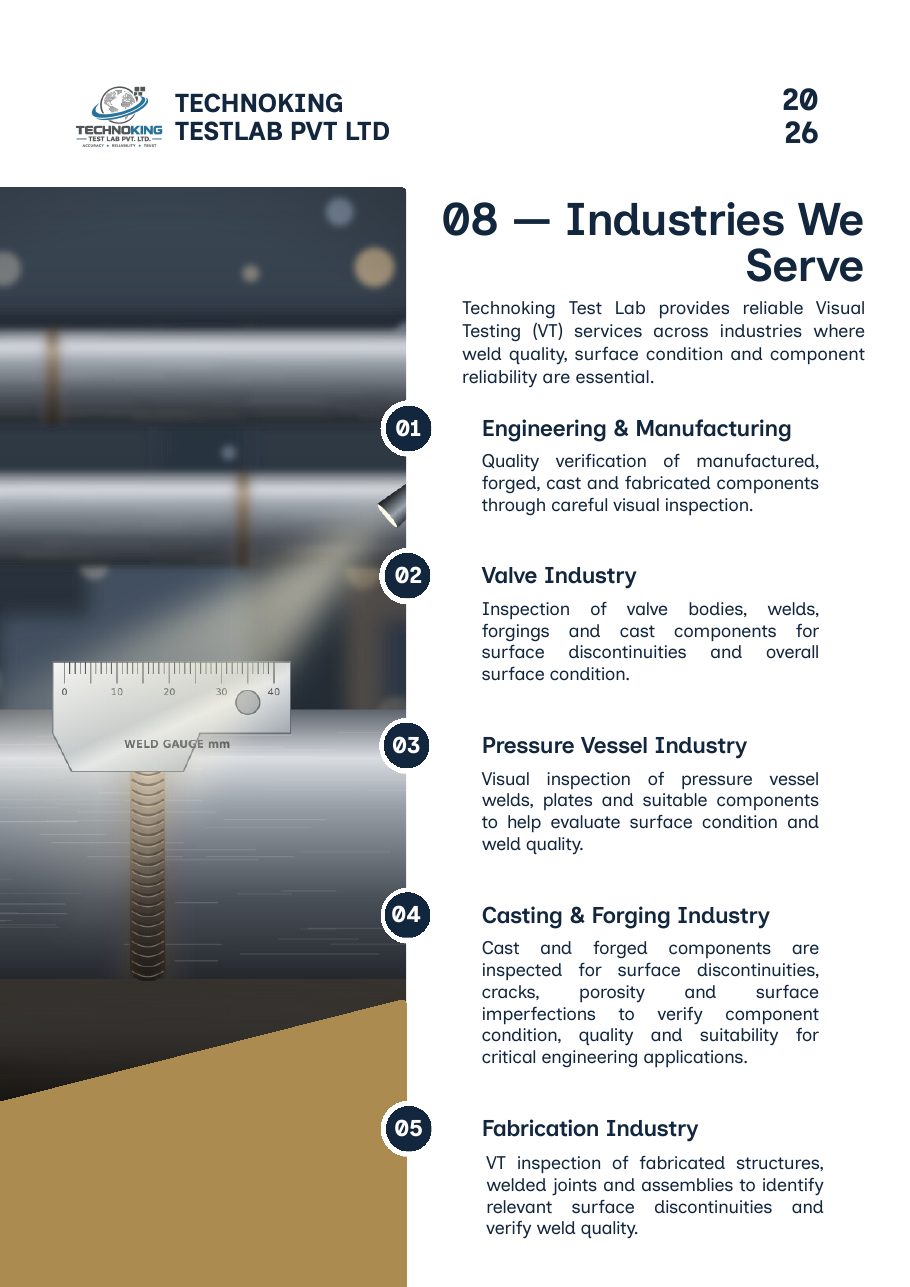 TECHNOKING
TEST LAB PVT. LTD.
ACCURACY • RELIABILITY • TRUST
TECHNOKING
TESTLAB PVT LTD
20
26
08 — Industries We
Serve
Technoking Test Lab provides reliable Visual
Testing (VT) services across industries where
weld quality, surface condition and component
reliability are essential.
01
Engineering & Manufacturing
Quality verification of manufactured,
forged, cast and fabricated components
through careful visual inspection.
02
Valve Industry
Inspection of valve bodies, welds,
forgings and cast components for
surface discontinuities and overall
surface condition.
0 10 20 30 40
WELD GAUGE mm
03
Pressure Vessel Industry
Visual inspection of pressure vessel
welds, plates and suitable components
to help evaluate surface condition and
weld quality.
04
Casting & Forging Industry
Cast and forged components are
inspected for surface discontinuities,
cracks, porosity and surface
imperfections to verify component
condition, quality and suitability for
critical engineering applications.
05
Fabrication Industry
VT inspection of fabricated structures,
welded joints and assemblies to identify
relevant surface discontinuities and
verify weld quality.